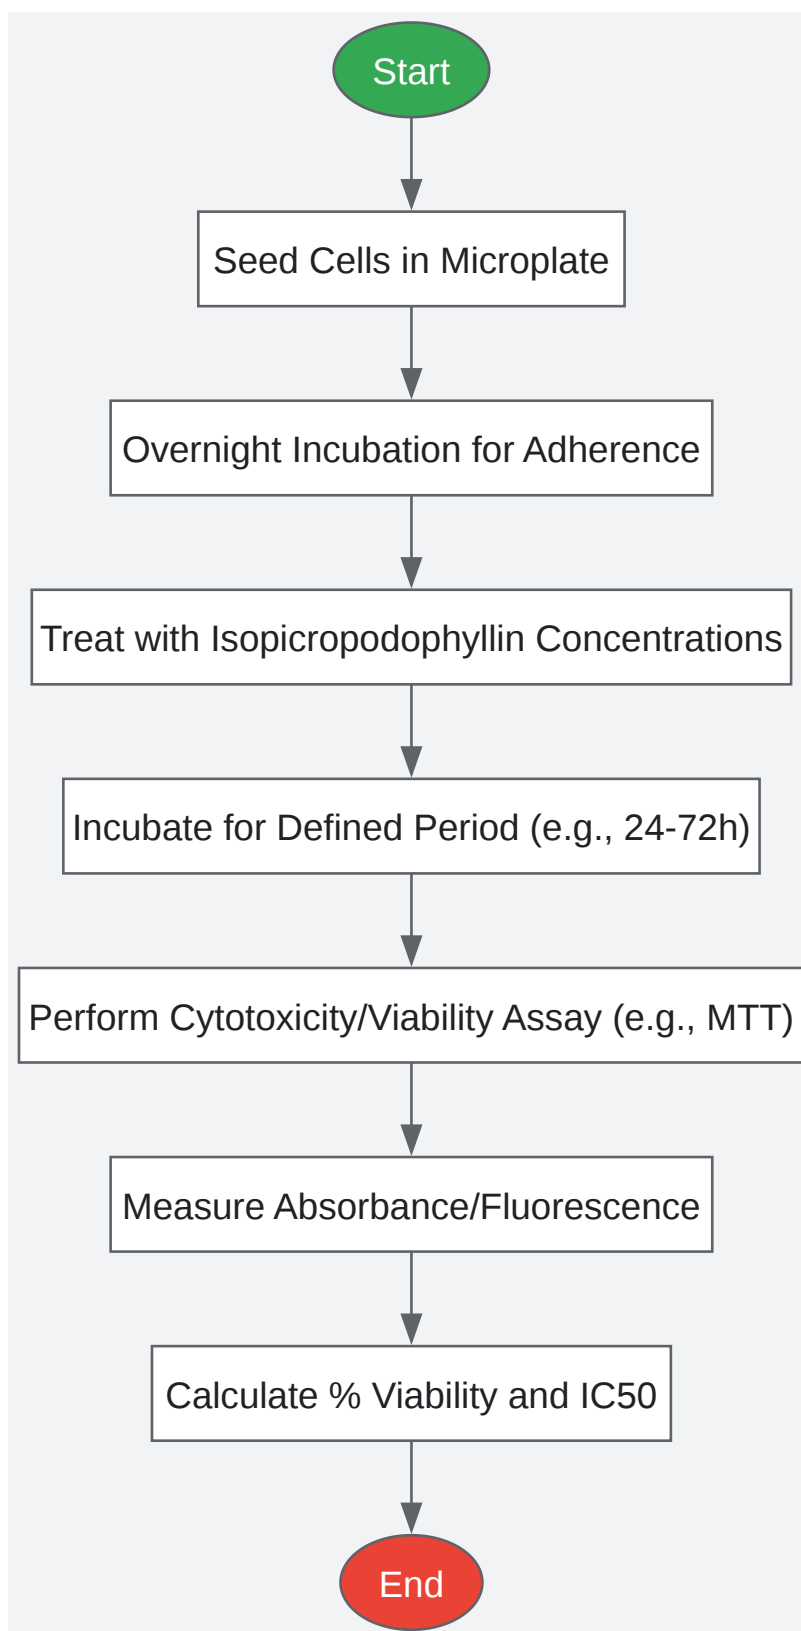 Start
Seed Cells in Microplate
Overnight Incubation for Adherence
Treat with Isopicropodophyllin Concentrations
Incubate for Defined Period (e.g., 24-72h)
Perform Cytotoxicity/Viability Assay (e.g., MTT)
Measure Absorbance/Fluorescence
Calculate % Viability and IC50
End